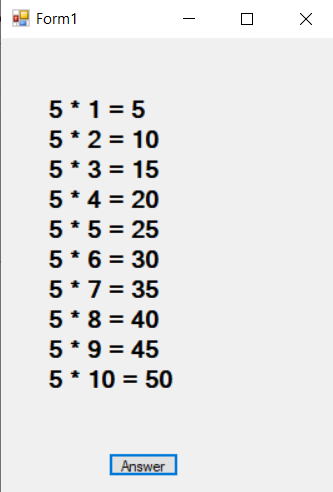 Form1
5 * 1 = 5
5 * 2 = 10
5 * 3 = 15
5 * 4 = 20
5 * 5 = 25
5 * 6 = 30
5 * 7 = 35
5 * 8 = 40
5 * 9 = 45
5 * 10 = 50
Answer